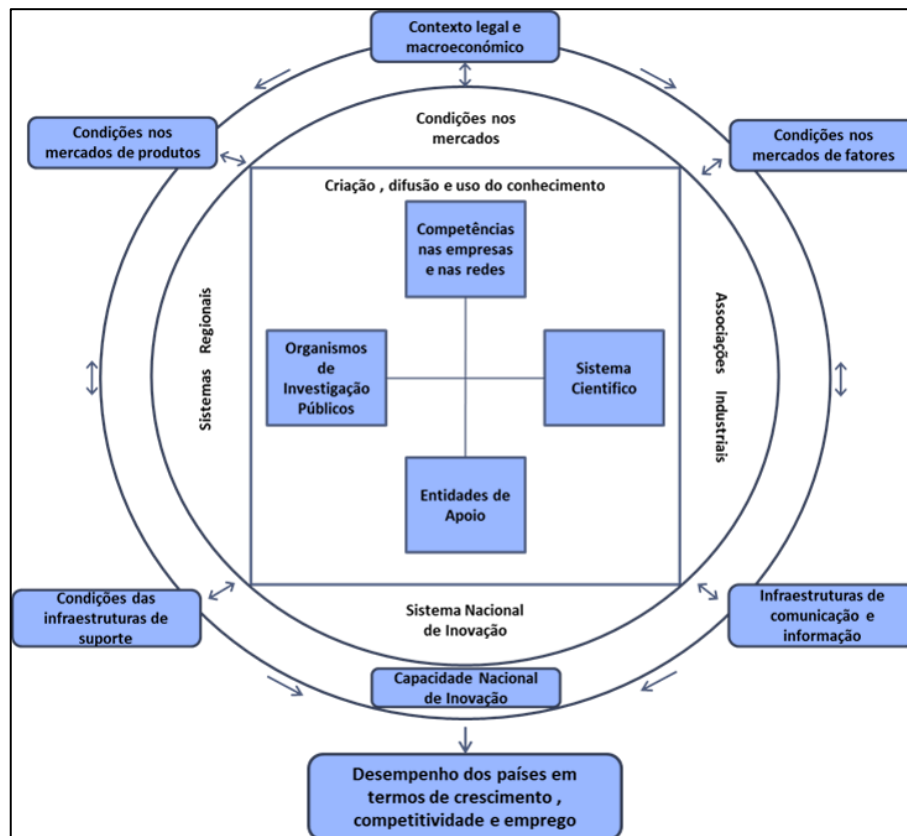 Contexto legal e
macroeconómico
Condições nos
mercados de produtos
Condições nos
mercados
Condições nos
mercados de fatores
Criação , difusão e uso do conhecimento
Competências
nas empresas
e nas redes
Sistemas Regionais
Organismos
de
Investigação
Públicos
Sistema
Cientifico
Associações Industriais
Entidades de
Apoio
Condições das
infraestruturas de
suporte
Sistema Nacional
de Inovação
Infraestruturas de
comunicação e
informação
Capacidade Nacional
de Inovação
Desempenho dos países em
termos de crescimento ,
competitividade e emprego